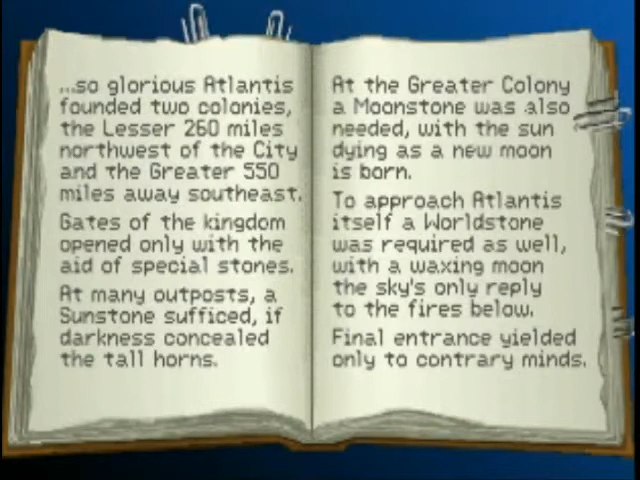 ...so glorious Atlantis
founded two colonies,
the Lesser 260 miles
northwest of the City
and the Greater 550
miles away southeast.
Gates of the kingdom
opened only with the
aid of special stones.
At many outposts, a
Sunstone sufficed, if
darkness concealed
the tall horns.
At the Greater Colony
a Moonstone was also
needed, with the sun
dying as a new moon
is born.
To approach Atlantis
itself a Worldstone
was required as well,
with a waxing moon
the sky's only reply
to the fires below.
Final entrance yielded
only to contrary minds.